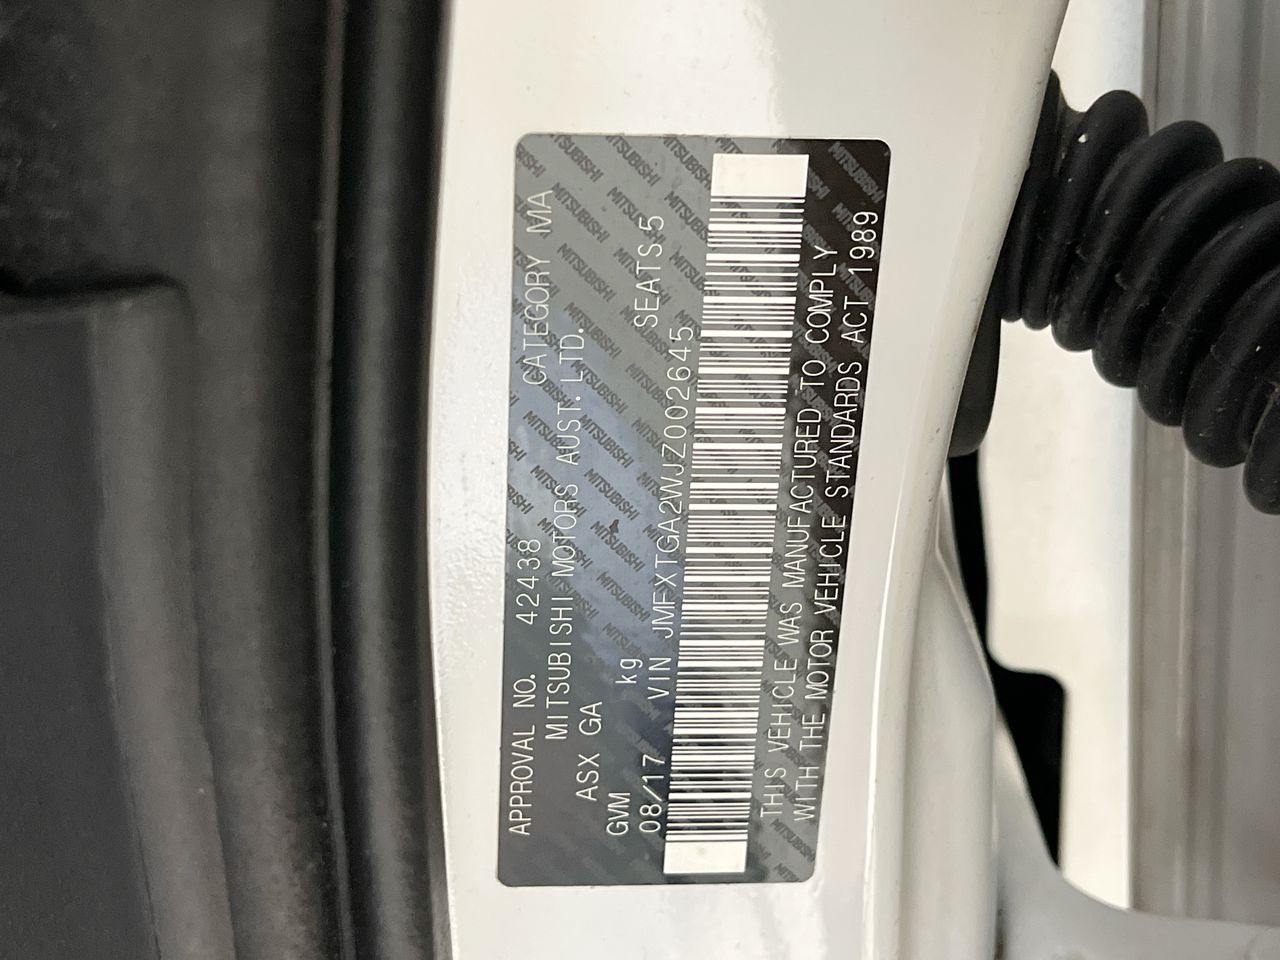 APPROVAL NO. 42438 CATEGORY MA
MITSUBISHI MOTORS AUST. LTD.
ASX GA
GVM kg SEATS 5
08/17 VIN JMFXTGA2WJZ002645
THIS VEHICLE WAS MANUFACTURED TO COMPLY
WITH THE MOTOR VEHICLE STANDARDS ACT 1989